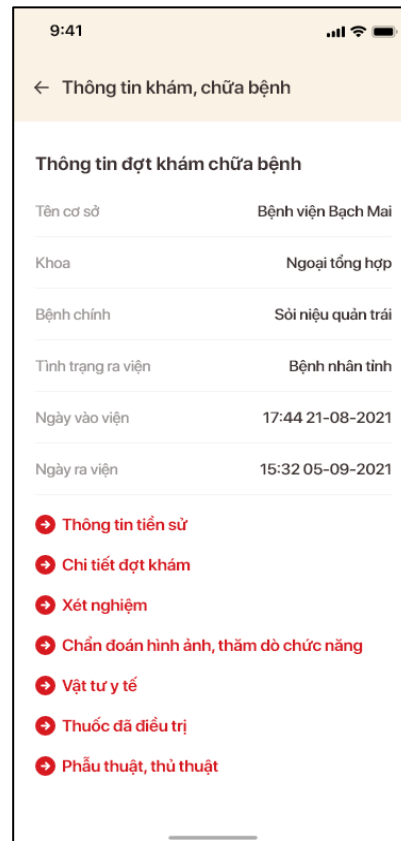 9:41
Thông tin khám, chữa bệnh
Thông tin đợt khám chữa bệnh
Tên cơ sở Bệnh viện Bạch Mai
Khoa Ngoại tổng hợp
Bệnh chính Sỏi niệu quản trái
Tình trạng ra viện Bệnh nhân tỉnh
Ngày vào viện 17:44 21-08-2021
Ngày ra viện 15:32 05-09-2021
Thông tin tiền sử
Chi tiết đợt khám
Xét nghiệm
Chẩn đoán hình ảnh, thăm dò chức năng
Vật tư y tế
Thuốc đã điều trị
Phẫu thuật, thủ thuật